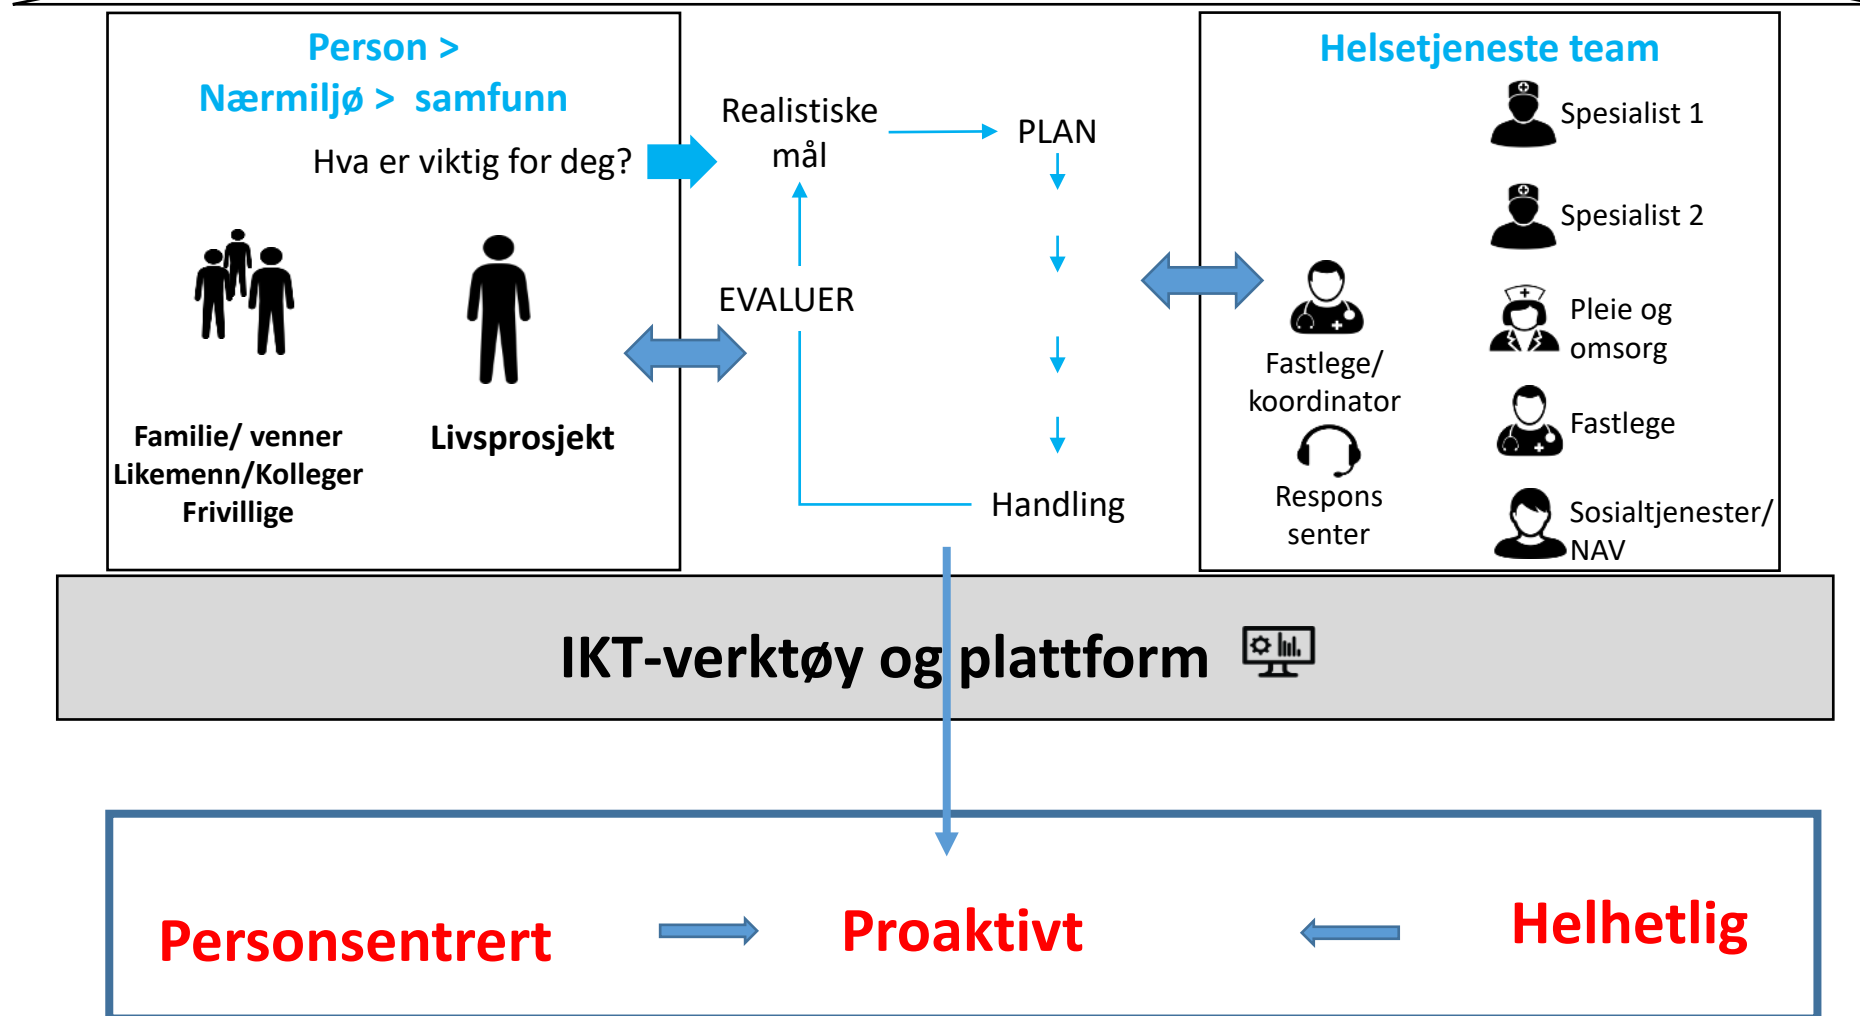 Person >
Nærmiljø > samfunn
Hva er viktig for deg?
Familie/ venner
Likemenn/Kolleger
Frivillige
Livsprosjekt
Realistiske
mål
PLAN
EVALUER
Handling
Helsetjeneste team
Spesialist 1
Spesialist 2
Pleie og
omsorg
Fastlege
Sosialtjenester/
NAV
Fastlege/
koordinator
Respons
senter
IKT-verktøy og plattform
Personsentrert
Proaktivt
Helhetlig